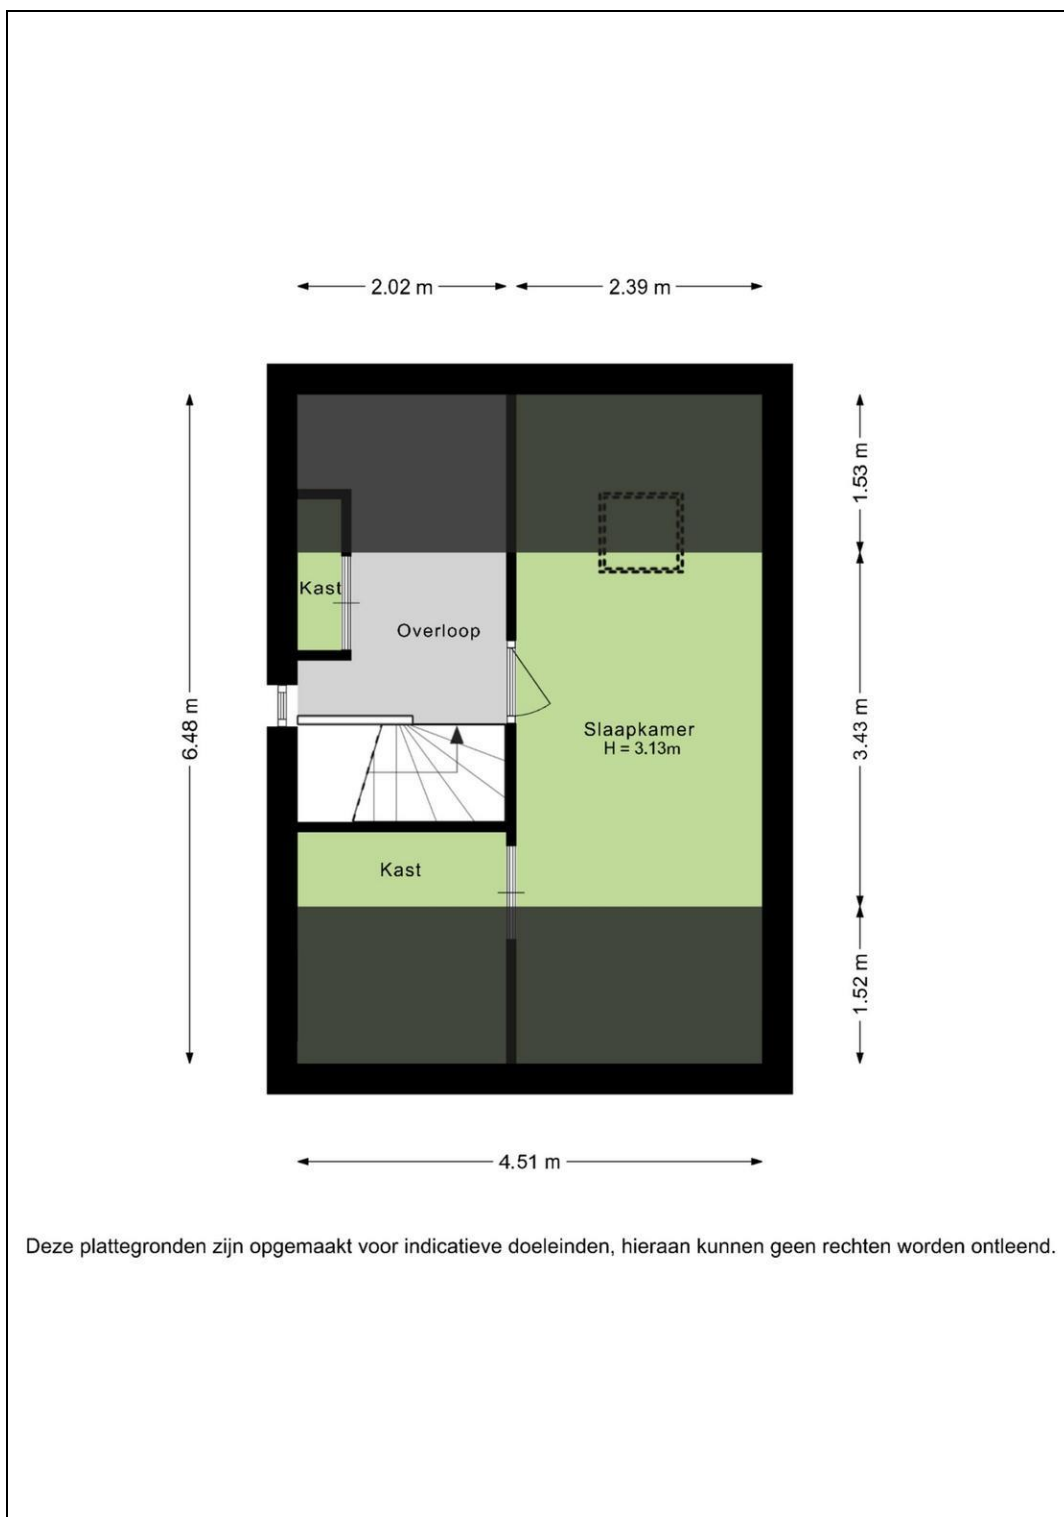 2.02 m
2.39 m
1.53 m
Kast
Overloop
6.48 m
3.43 m
Slaapkamer
H = 3.13m
Kast
1.52 m
4.51 m
Deze plattegronden zijn opgemaakt voor indicatieve doeleinden, hieraan kunnen geen rechten worden ontleend.